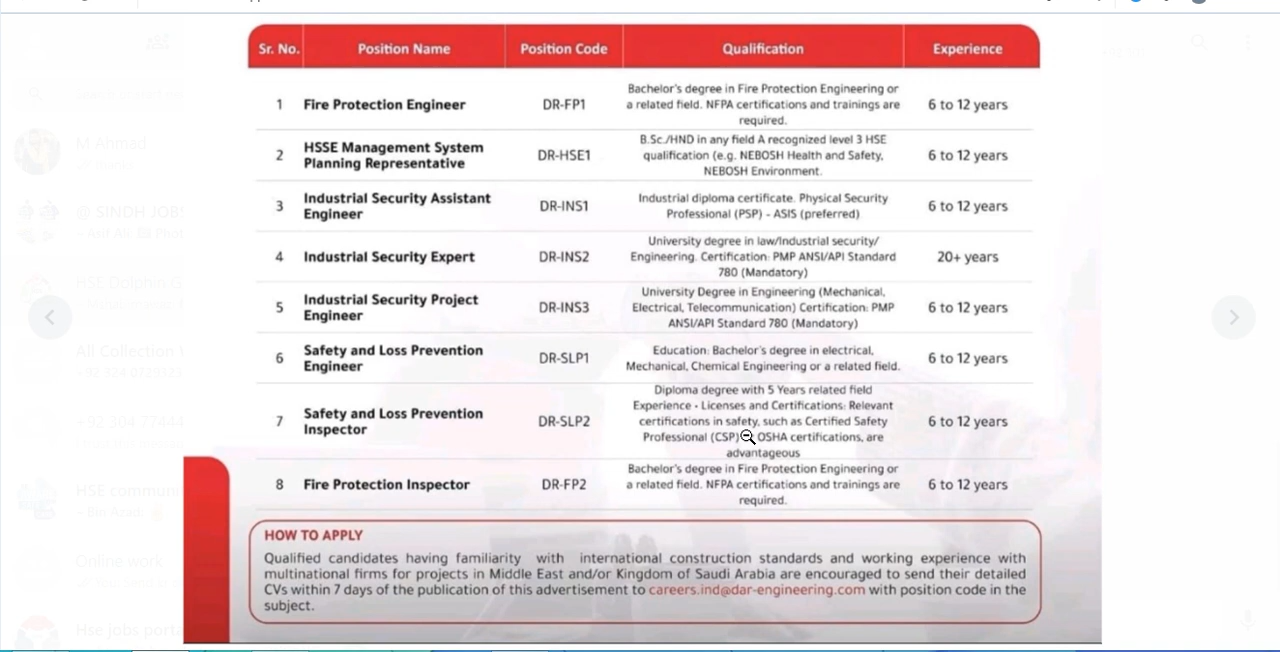 Sr. No. Position Name Position Code Qualification Experience
1 Fire Protection Engineer DR-FP1 Bachelor's degree in Fire Protection Engineering or
a related field. NFPA certifications and trainings are
required. 6 to 12 years
2 HSSE Management System
Planning Representative DR-HSE1 B.Sc./HND in any field A recognized level 3 HSE
qualification (e.g. NEBOSH Health and Safety,
NEBOSH Environment. 6 to 12 years
3 Industrial Security Assistant
Engineer DR-INS1 Industrial diploma certificate. Physical Security
Professional (PSP) - ASIS (preferred) 6 to 12 years
4 Industrial Security Expert DR-INS2 University degree in law/Industrial security/
Engineering. Certification: PMP ANSI/API Standard
780 (Mandatory) 20+ years
5 Industrial Security Project
Engineer DR-INS3 University Degree in Engineering (Mechanical,
Electrical, Telecommunication) Certification: PMP
ANSI/API Standard 780 (Mandatory) 6 to 12 years
6 Safety and Loss Prevention
Engineer DR-SLP1 Education: Bachelor's degree in electrical,
Mechanical, Chemical Engineering or a related field. 6 to 12 years
7 Safety and Loss Prevention
Inspector DR-SLP2 Diploma degree with 5 Years related field
Experience - Licenses and Certifications: Relevant
certifications in safety, such as Certified Safety
Professional (CSP) OSHA certifications, are
advantageous 6 to 12 years
8 Fire Protection Inspector DR-FP2 Bachelor's degree in Fire Protection Engineering or
a related field. NFPA certifications and trainings are
required. 6 to 12 years
HOW TO APPLY
Qualified candidates having familiarity with international construction standards and working experience with
multinational firms for projects in Middle East and/or Kingdom of Saudi Arabia are encouraged to send their detailed
CVs within 7 days of the publication of this advertisement to careers.ind@dar-engineering.com with position code in the
subject.
M Ahmad
@ SINDH JOBS
HSE Dolphin G
All Collection
HSE commun
Online work
Hse jobs porta